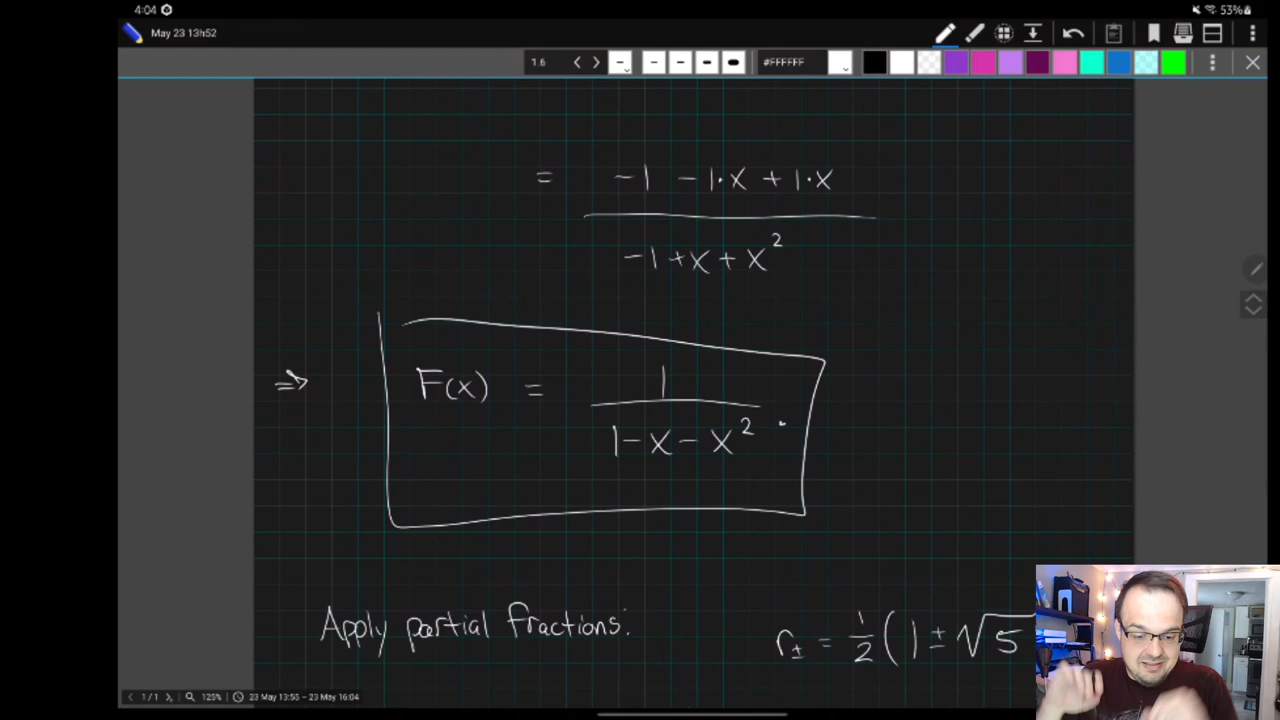 4:04 53%
May 23 13h52
1.6 #FFFFFF
= -1 - 1·x + 1·x
-1 + x + x²
⇒ F(x) = 1
1 - x - x² .
Apply partial fractions: r± = 1/2 (1 ± √5
1/1 125% 23 May 13:55 – 23 May 16:04